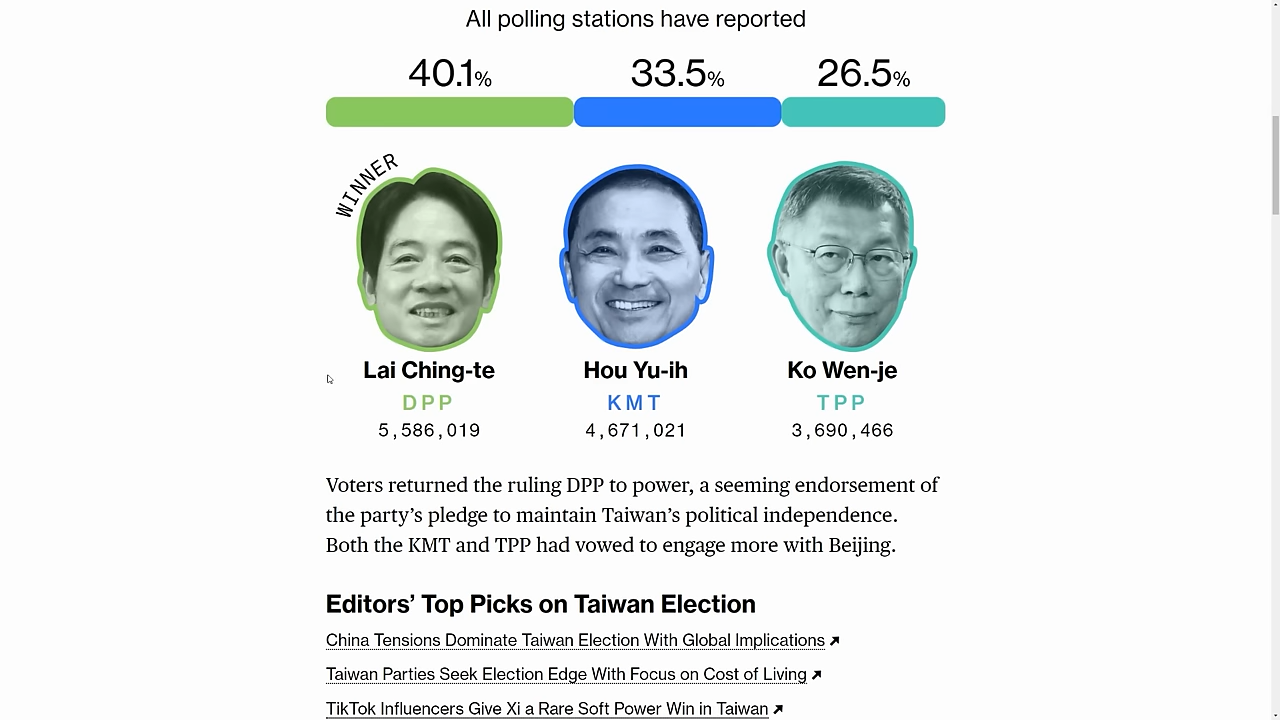 All polling stations have reported
40.1% 33.5% 26.5%
WINNER
Lai Ching-te Hou Yu-ih Ko Wen-je
DPP KMT TPP
5,586,019 4,671,021 3,690,466
Voters returned the ruling DPP to power, a seeming endorsement of
the party’s pledge to maintain Taiwan’s political independence.
Both the KMT and TPP had vowed to engage more with Beijing.
Editors’ Top Picks on Taiwan Election
China Tensions Dominate Taiwan Election With Global Implications
Taiwan Parties Seek Election Edge With Focus on Cost of Living
TikTok Influencers Give Xi a Rare Soft Power Win in Taiwan